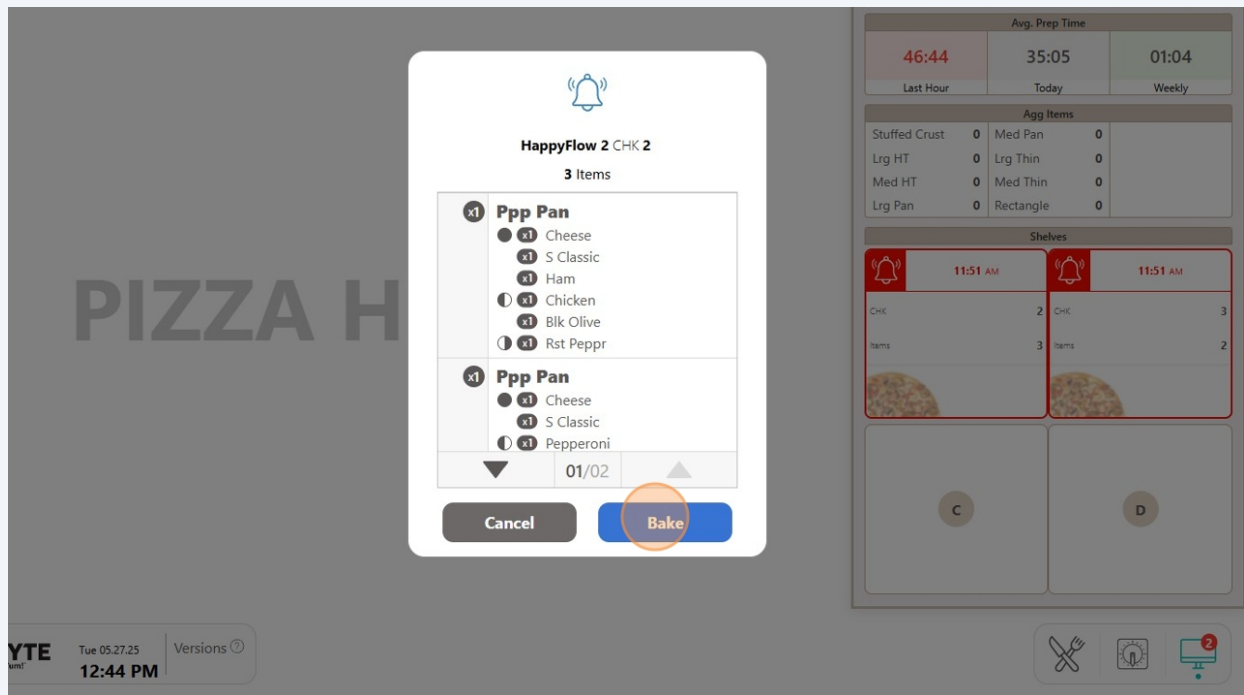 PIZZA H
HappyFlow 2 CHK 2
3 Items
x1 Ppp Pan
x1 Cheese
x1 S Classic
x1 Ham
x1 Chicken
x1 Blk Olive
x1 Rst Peppr
x1 Ppp Pan
x1 Cheese
x1 S Classic
x1 Pepperoni
01/02
Cancel Bake
Avg. Prep Time
46:44 35:05 01:04
Last Hour Today Weekly
Agg Items
Stuffed Crust 0 Med Pan 0
Lrg HT 0 Lrg Thin 0
Med HT 0 Med Thin 0
Lrg Pan 0 Rectangle 0
Shelves
11:51 AM 11:51 AM
CHK 2 CHK 3
Items 3 Items 2
C D
YTE
Yum!
Tue 05.27.25
12:44 PM
Versions ?
2